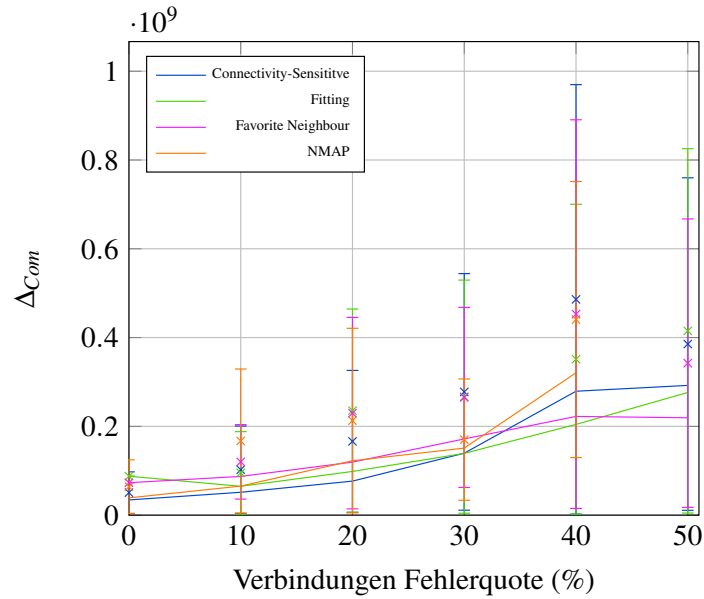 ·10⁹
1
0.8
0.6
0.4
0.2
0
Δ_Com
Connectivity-Sensititve
Fitting
Favorite Neighbour
NMAP
0 10 20 30 40 50
Verbindungen Fehlerquote (%)